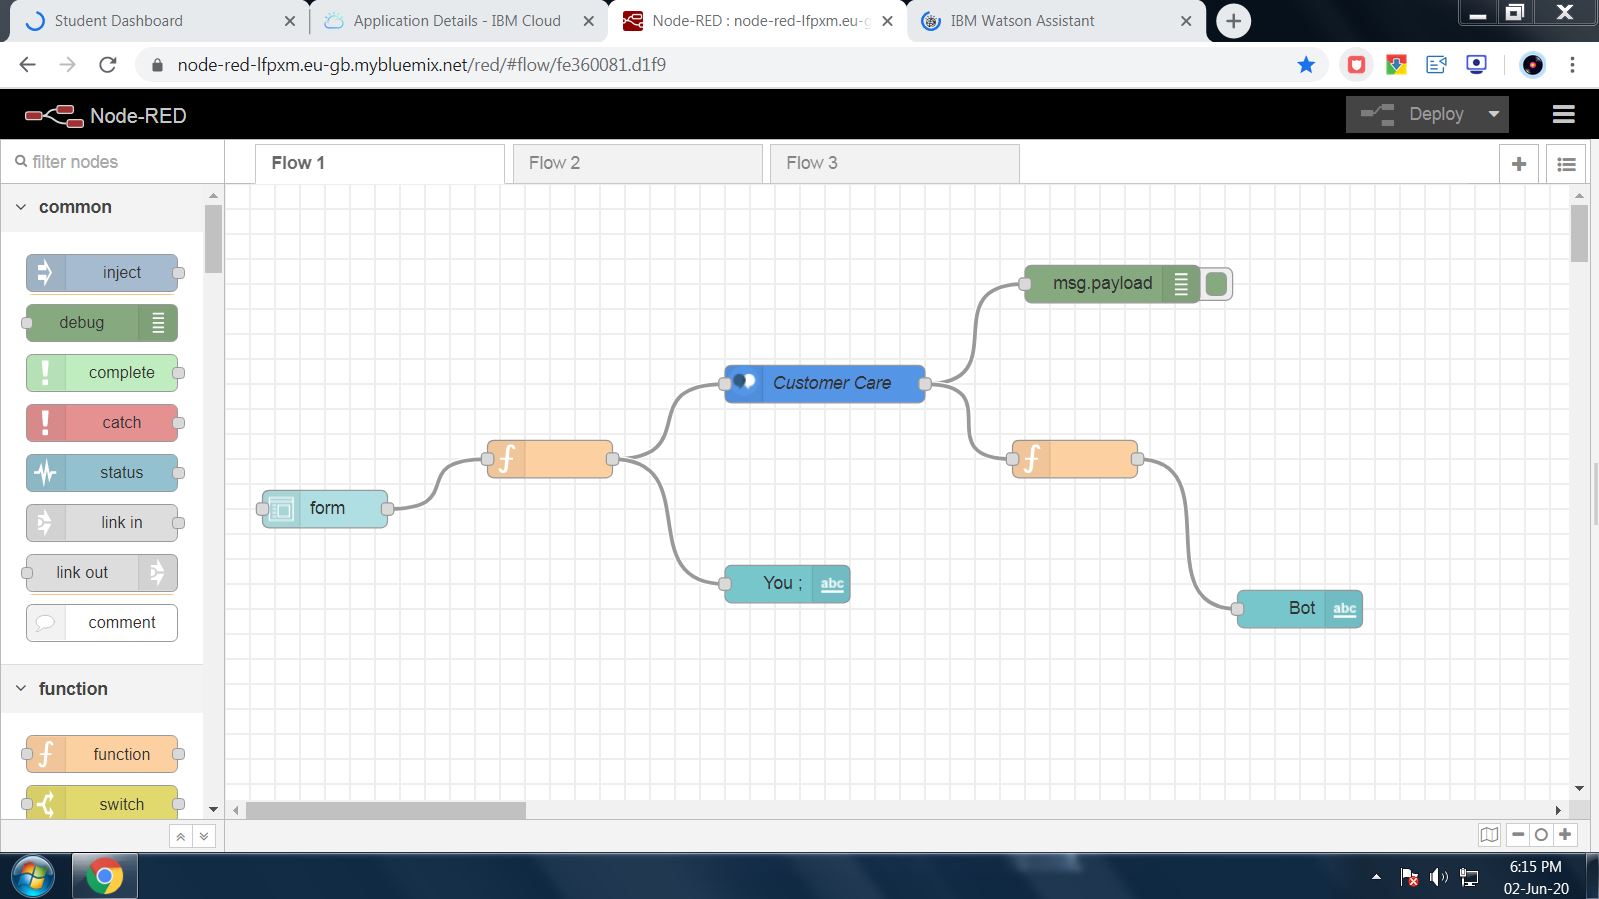 Student Dashboard
Application Details - IBM Cloud
Node-RED : node-red-lfpxm.eu-g
IBM Watson Assistant
node-red-lfpxm.eu-gb.mybluemix.net/red/#flow/fe360081.d1f9
Node-RED
Deploy
filter nodes
Flow 1
Flow 2
Flow 3
common
inject
debug
complete
catch
status
link in
link out
comment
function
function
switch
msg.payload
Customer Care
form
You ;
abc
Bot
abc
6:15 PM
02-Jun-20